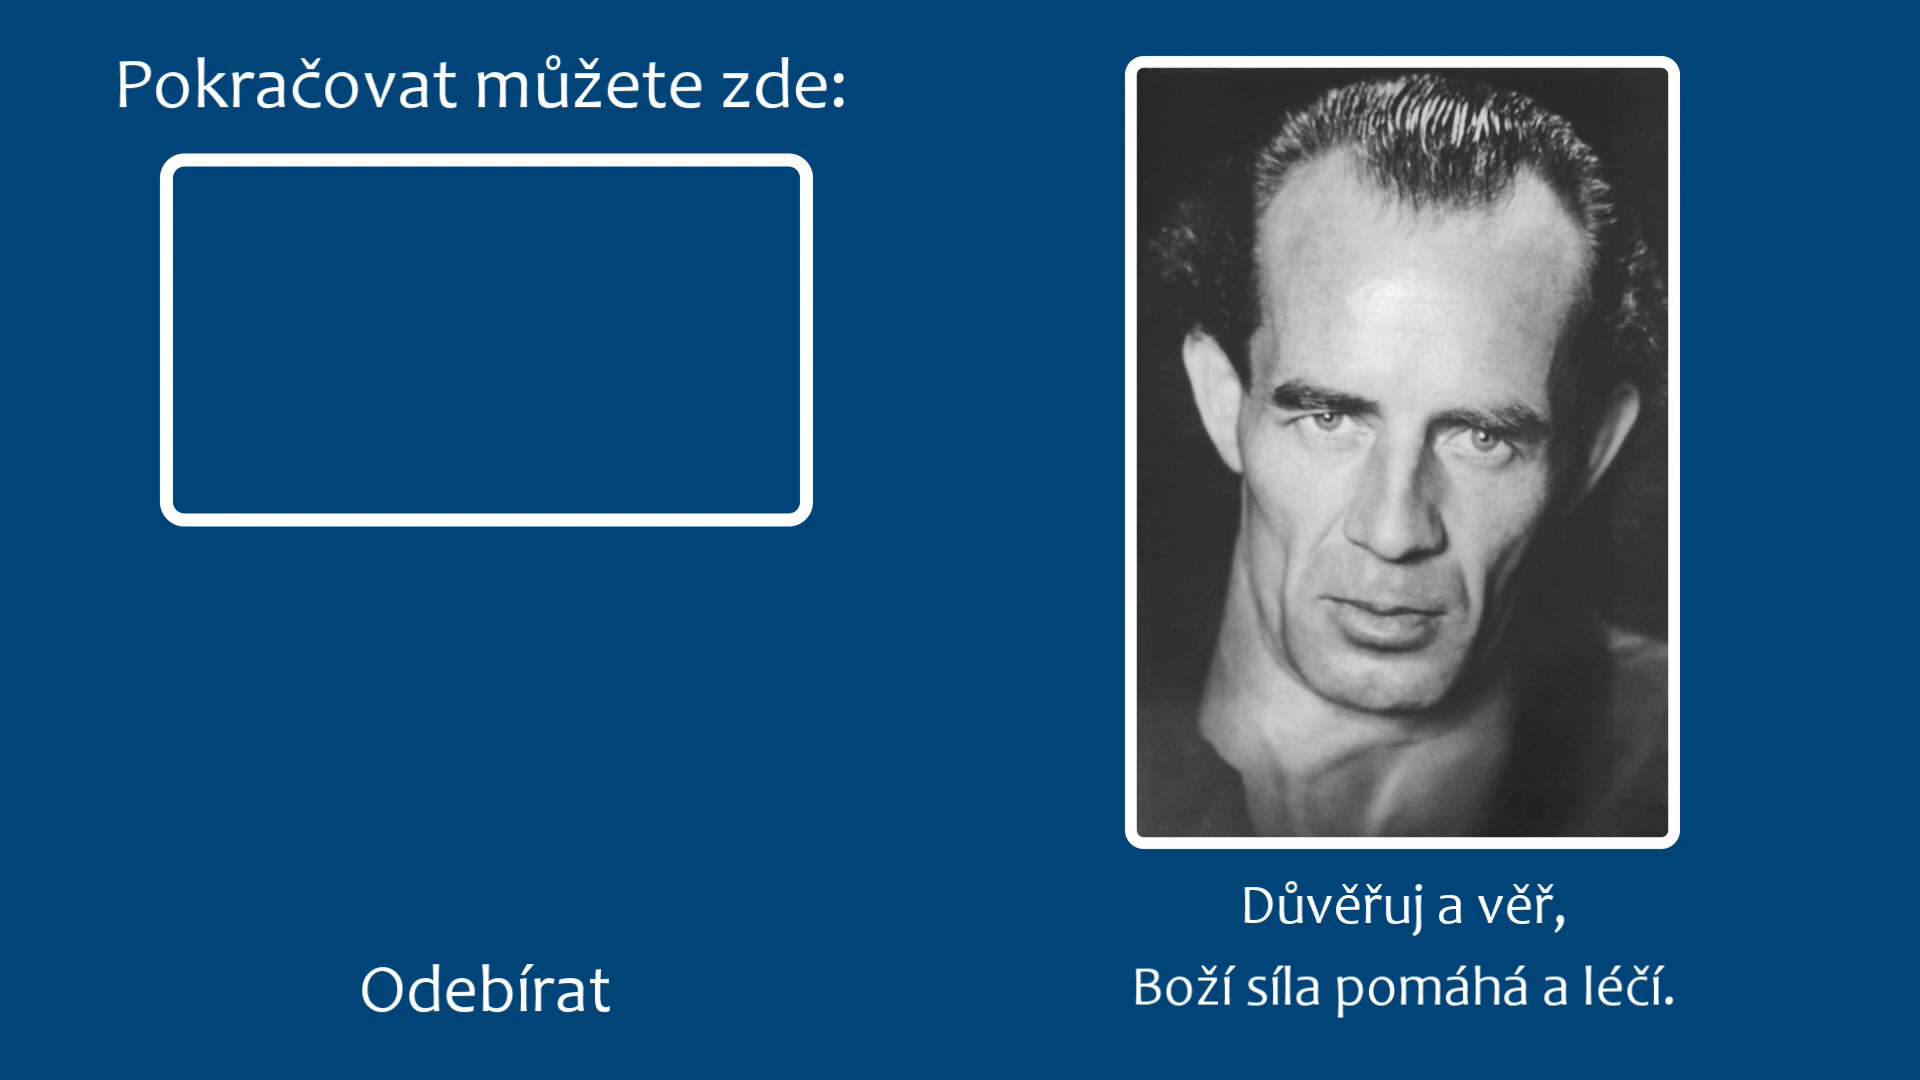 Pokračovat můžete zde:
Odebírat
Důvěřuj a věř,
Boží síla pomáhá a léčí.